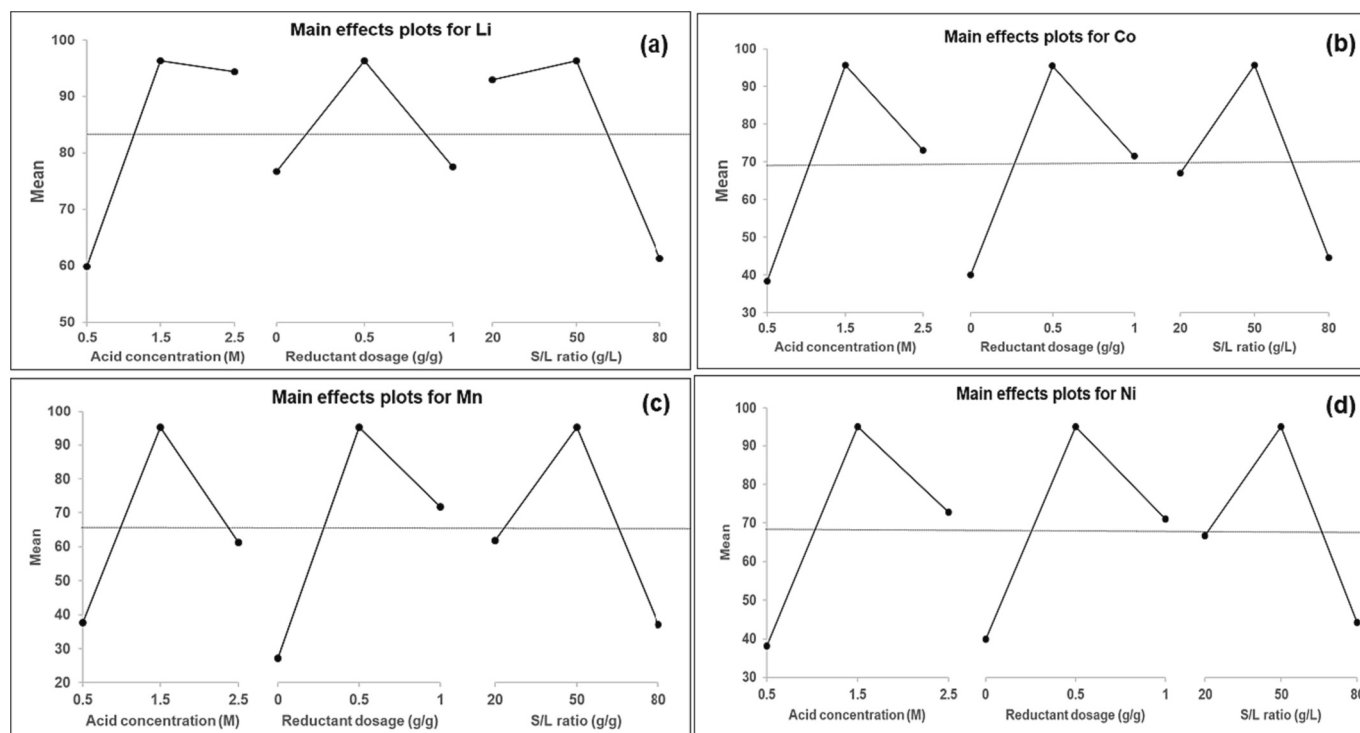 Main effects plots for Li
(a)
Mean
100
90
80
70
60
50
0.5 1.5 2.5 0 0.5 1 20 50 80
Acid concentration (M) Reductant dosage (g/g) S/L ratio (g/L)
Main effects plots for Co
(b)
Mean
100
90
80
70
60
50
40
30
0.5 1.5 2.5 0 0.5 1 20 50 80
Acid concentration (M) Reductant dosage (g/g) S/L ratio (g/L)
Main effects plots for Mn
(c)
Mean
100
90
80
70
60
50
40
30
20
0.5 1.5 2.5 0 0.5 1 20 50 80
Acid concentration (M) Reductant dosage (g/g) S/L ratio (g/g)
Main effects plots for Ni
(d)
Mean
100
90
80
70
60
50
40
30
0.5 1.5 2.5 0 0.5 1 20 50 80
Acid concentration (M) Reductant dosage (g/g) S/L ratio (g/L)